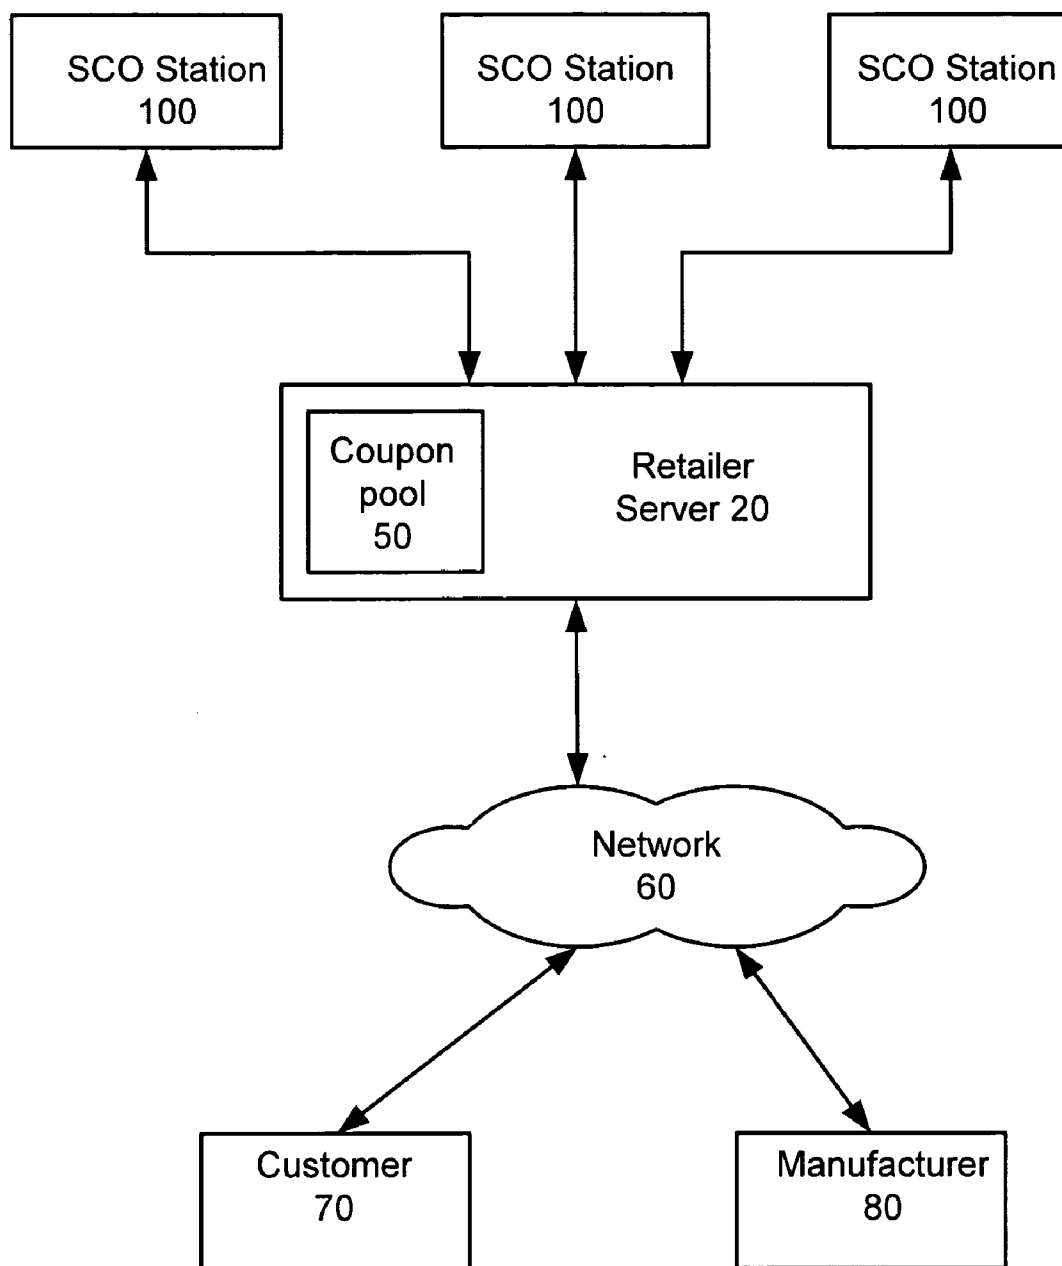 SCO Station
100
SCO Station
100
SCO Station
100
Coupon
pool
50
Retailer
Server 20
Network
60
Customer
70
Manufacturer
80